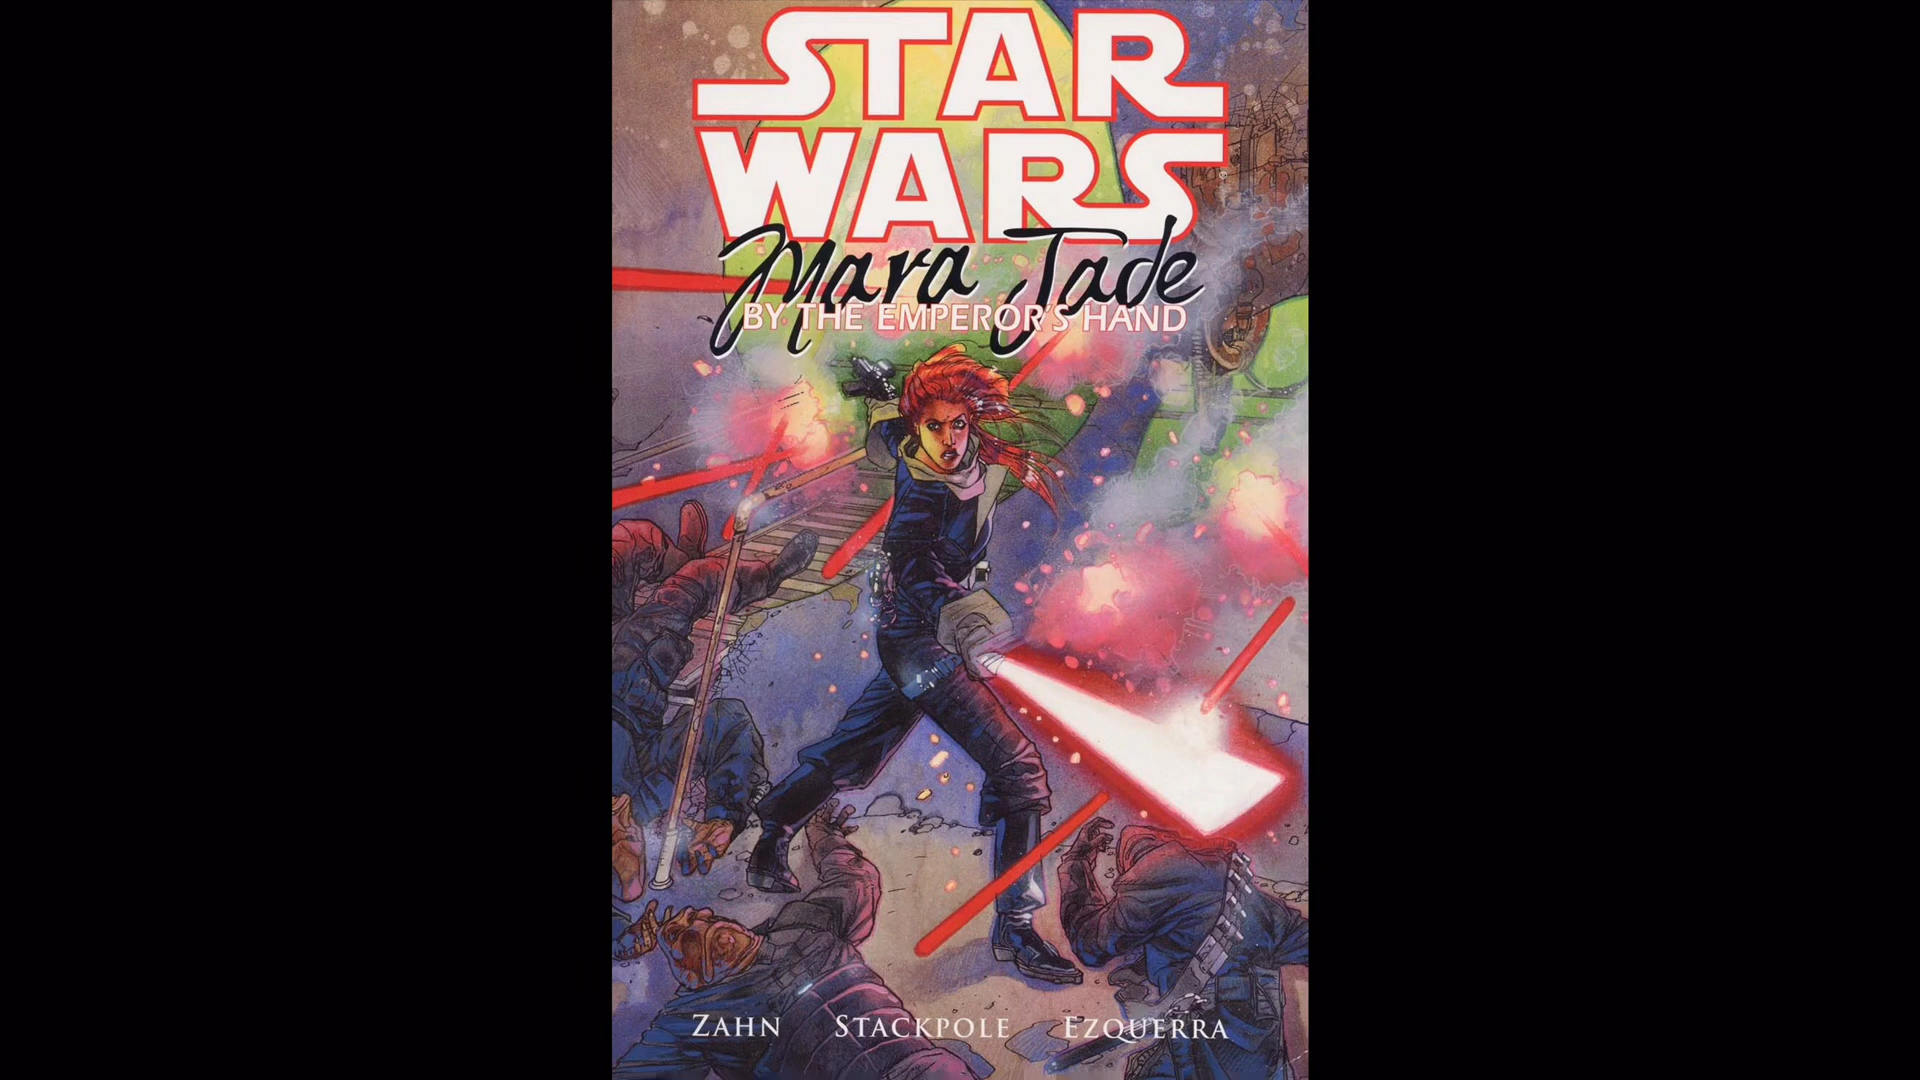 STAR
WARS
Mara Jade
BY THE EMPEROR'S HAND
ZAHN STACKPOLE EZQUERRA